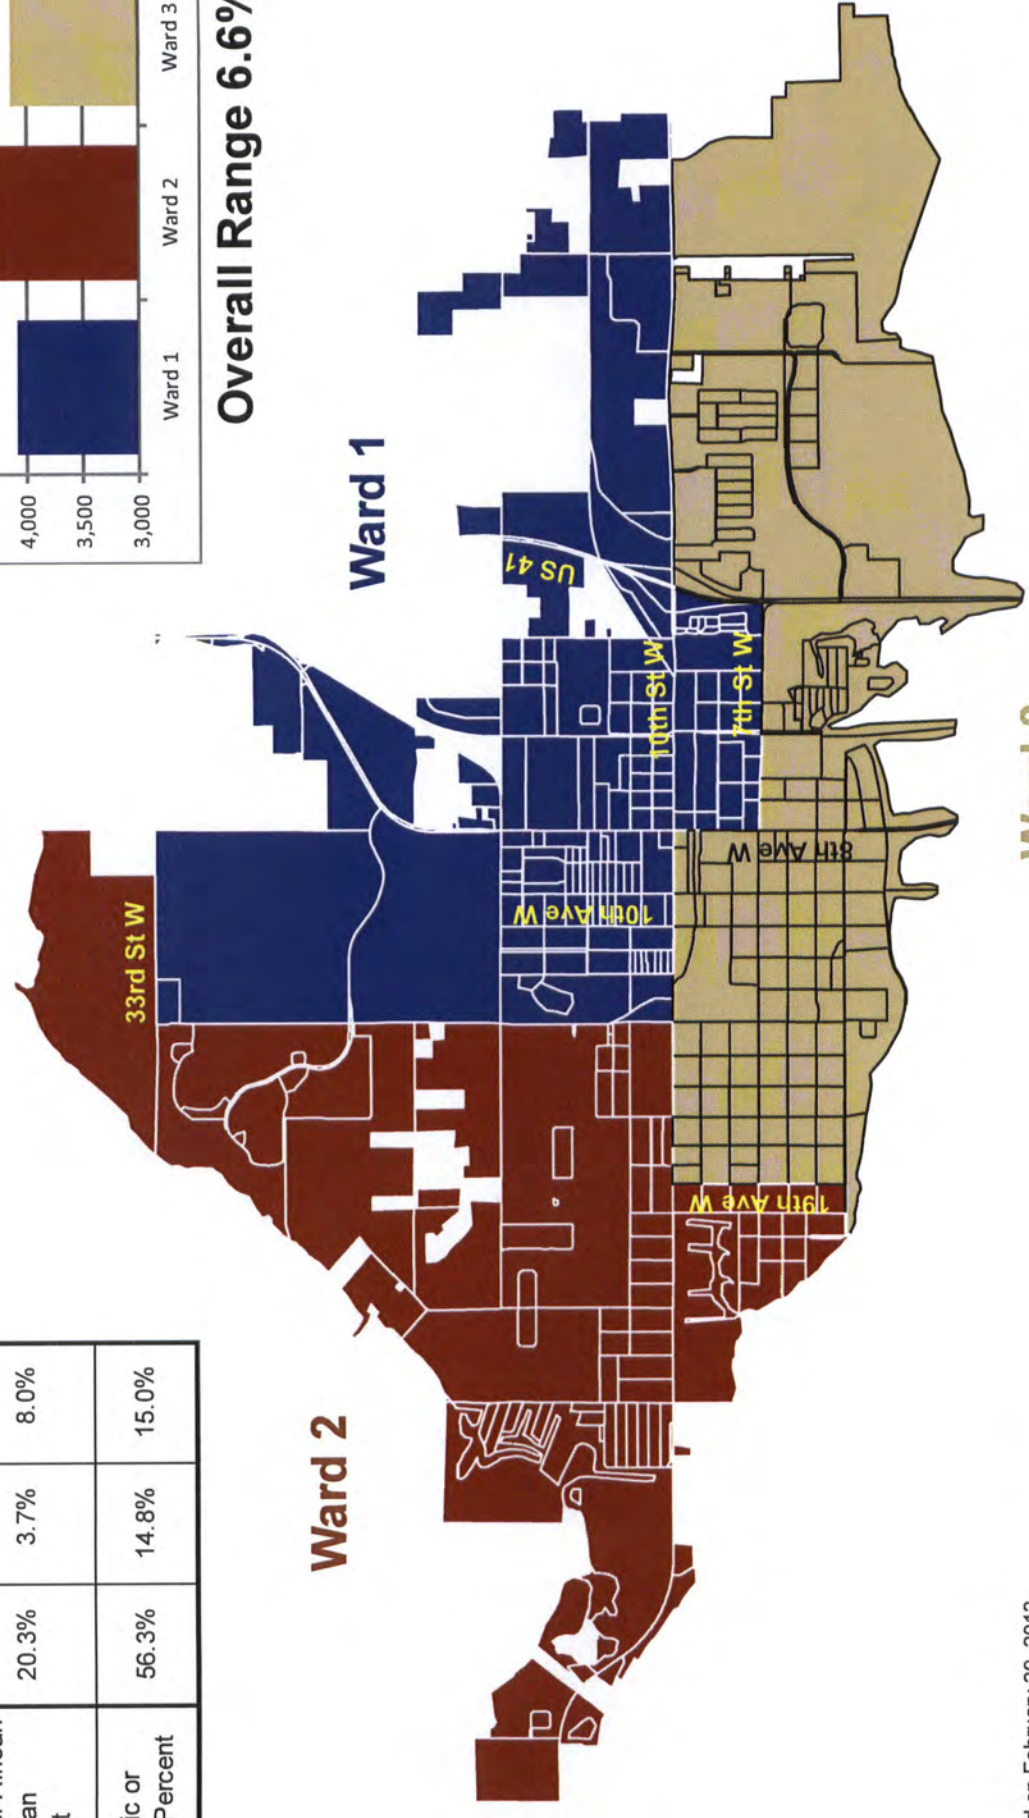 20.3%
3.7%
8.0%
56.3%
14.8%
15.0%
Percent
4,000
3,500
3,000
Ward 1
Ward 2
Ward 3
Overall Range 6.6%
Ward 2
Ward 1
33rd St W
US 41
10th St W
7th St W
10th Ave W
8th Ave W
19th Ave W